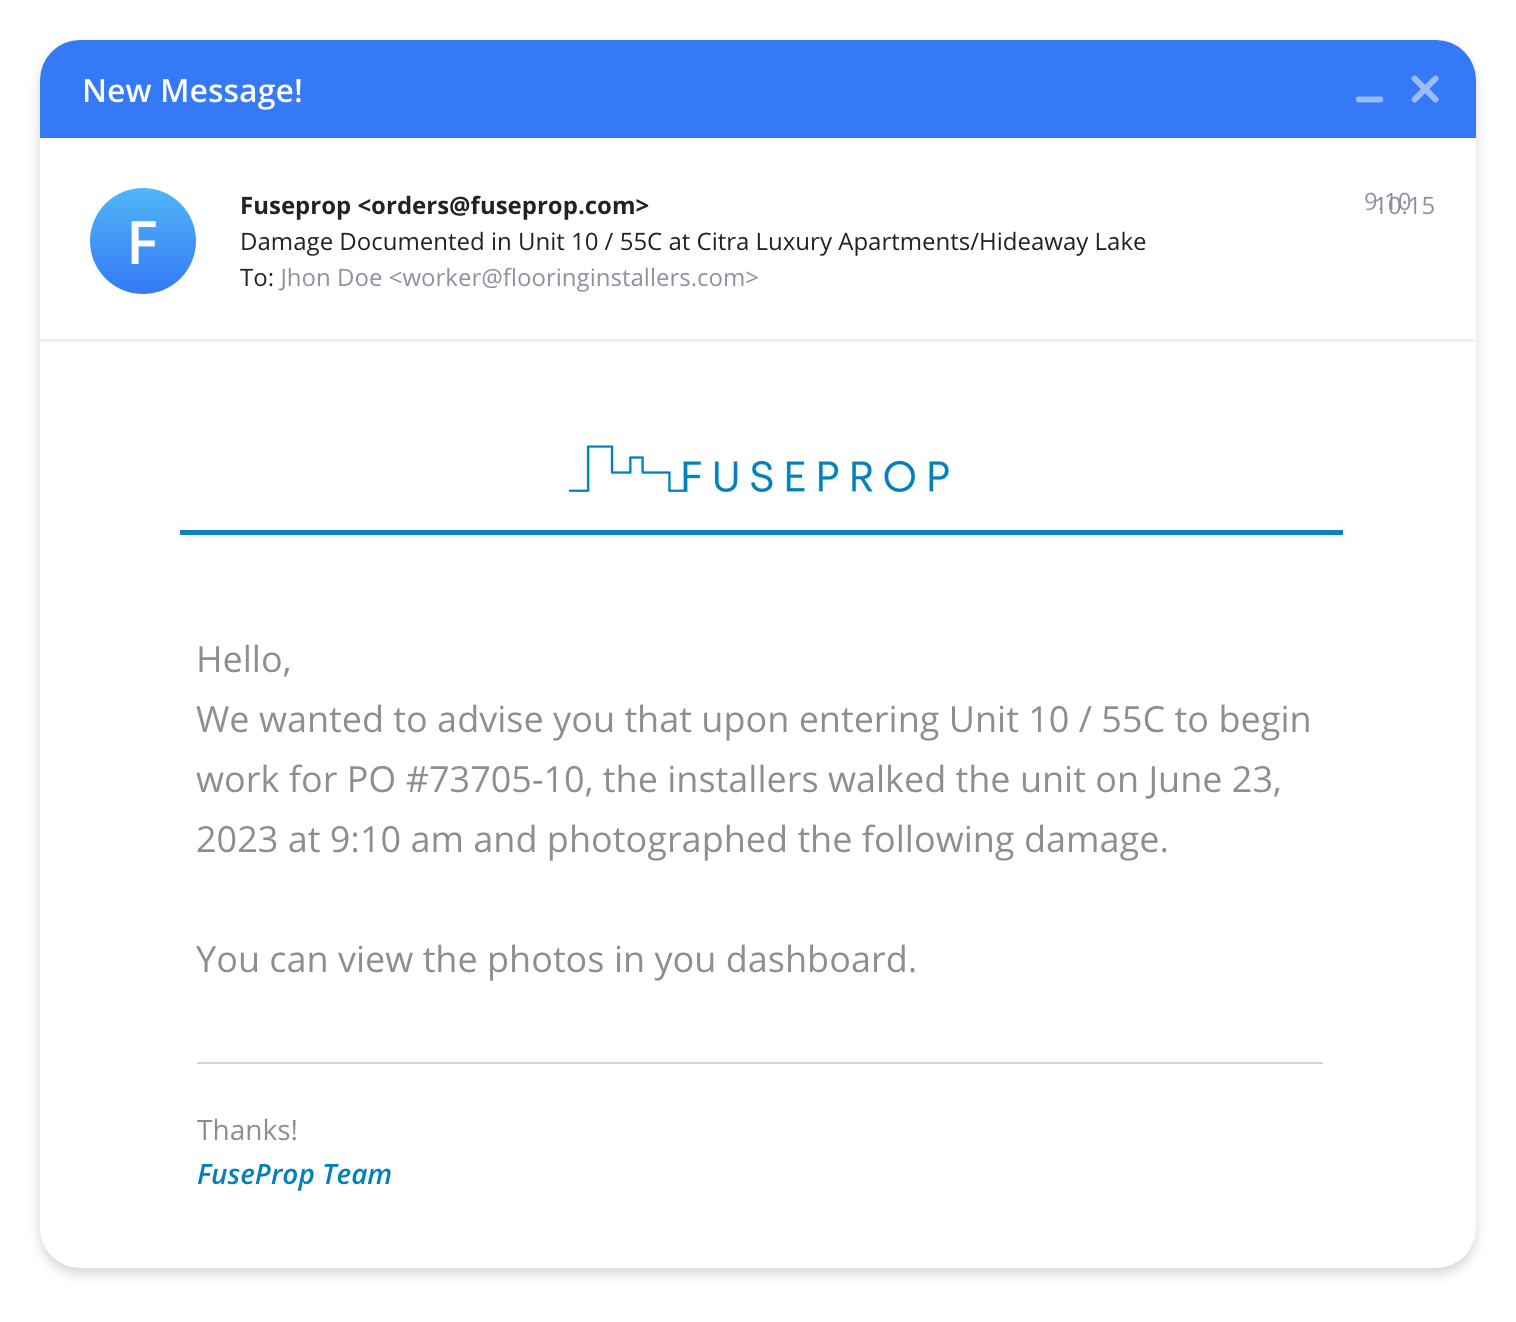 New Message!
F
Fuseprop <orders@fuseprop.com>
9:10
10:15
Damage Documented in Unit 10 / 55C at Citra Luxury Apartments/Hideaway Lake
To: Jhon Doe <worker@flooringinstallers.com>
FUSEPROP
Hello,
We wanted to advise you that upon entering Unit 10 / 55C to begin
work for PO #73705-10, the installers walked the unit on June 23,
2023 at 9:10 am and photographed the following damage.
You can view the photos in you dashboard.
Thanks!
FuseProp Team